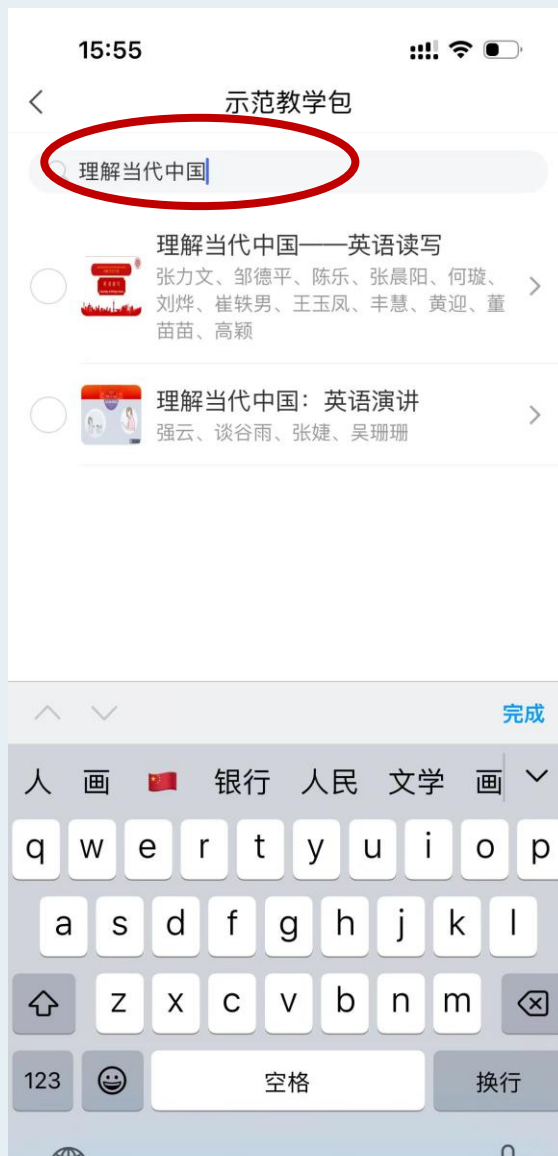 15:55
示范教学包
理解当代中国
理解当代中国——英语读写
张力文、邹德平、陈乐、张晨阳、何璇、
刘烨、崔轶男、王玉凤、丰慧、黄迎、董
苗苗、高颖
理解当代中国：英语演讲
强云、谈谷雨、张婕、吴珊珊
完成
人 画 🇨🇳 银行 人民 文学 画
q w e r t y u i o p
a s d f g h j k l
z x c v b n m
123 空格 换行